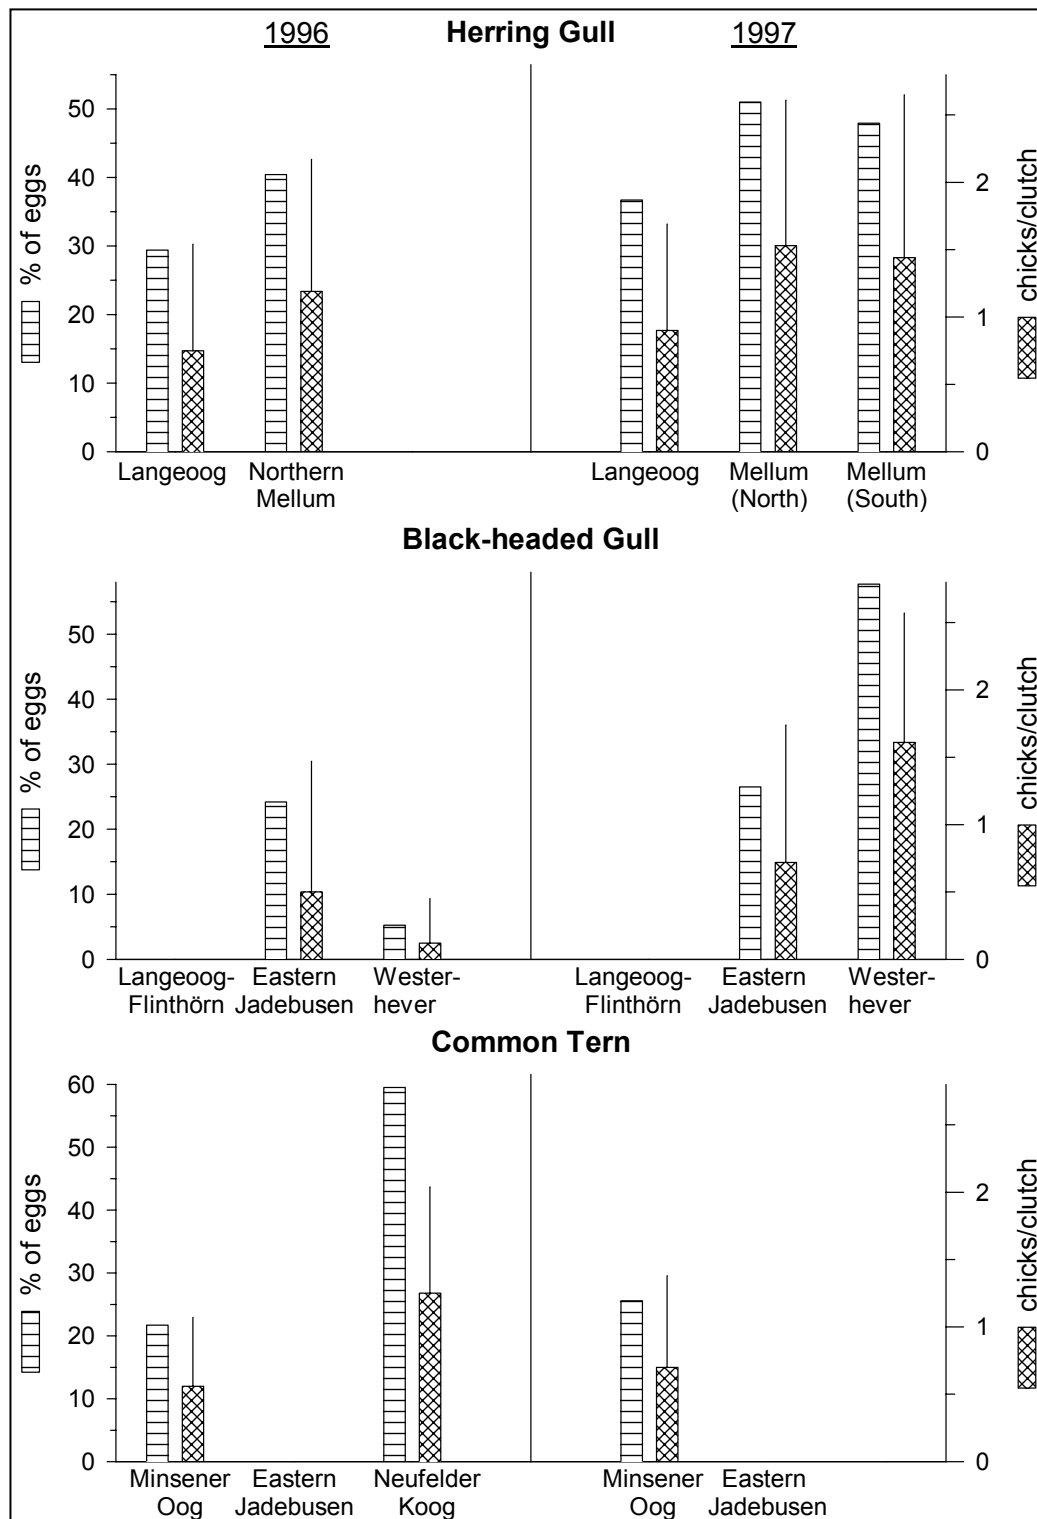 1996 Herring Gull 1997
% of eggs
50
40
30
20
10
0
chicks/clutch
2
1
0
Langeoog Northern Langeoog Mellum Mellum
Mellum (North) (South)
Black-headed Gull
% of eggs
50
40
30
20
10
0
chicks/clutch
2
1
0
Langeoog- Eastern Wester- Langeoog- Eastern Wester-
Flinthörn Jadebusen hever Flinthörn Jadebusen hever
Common Tern
% of eggs
60
50
40
30
20
10
0
chicks/clutch
2
1
0
Minsener Eastern Neufelder Minsener Eastern
Oog Jadebusen Koog Oog Jadebusen